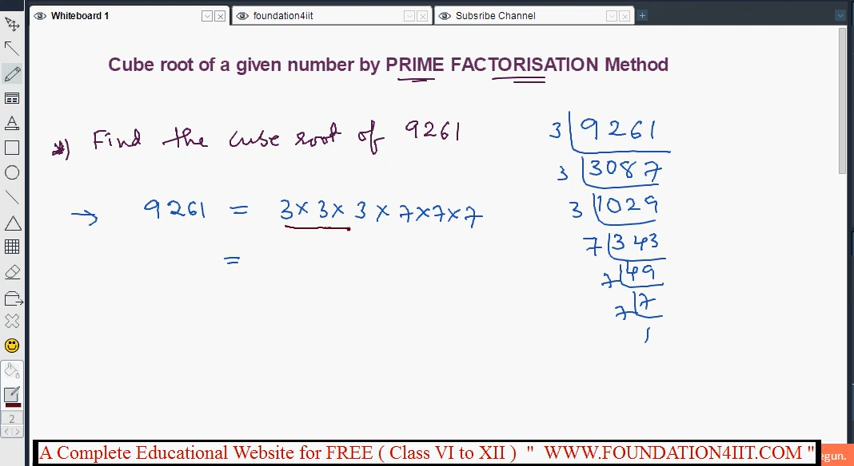 Whiteboard 1 foundation4iit Subsribe Channel
Cube root of a given number by PRIME FACTORISATION Method
*) Find the cube root of 9261
→ 9261 = 3 × 3 × 3 × 7 × 7 × 7
=
3 | 9261
3 | 3087
3 | 1029
7 | 343
7 | 49
7 | 7
1
2
A Complete Educational Website for FREE ( Class VI to XII ) " WWW.FOUNDATION4IIT.COM "
egun.